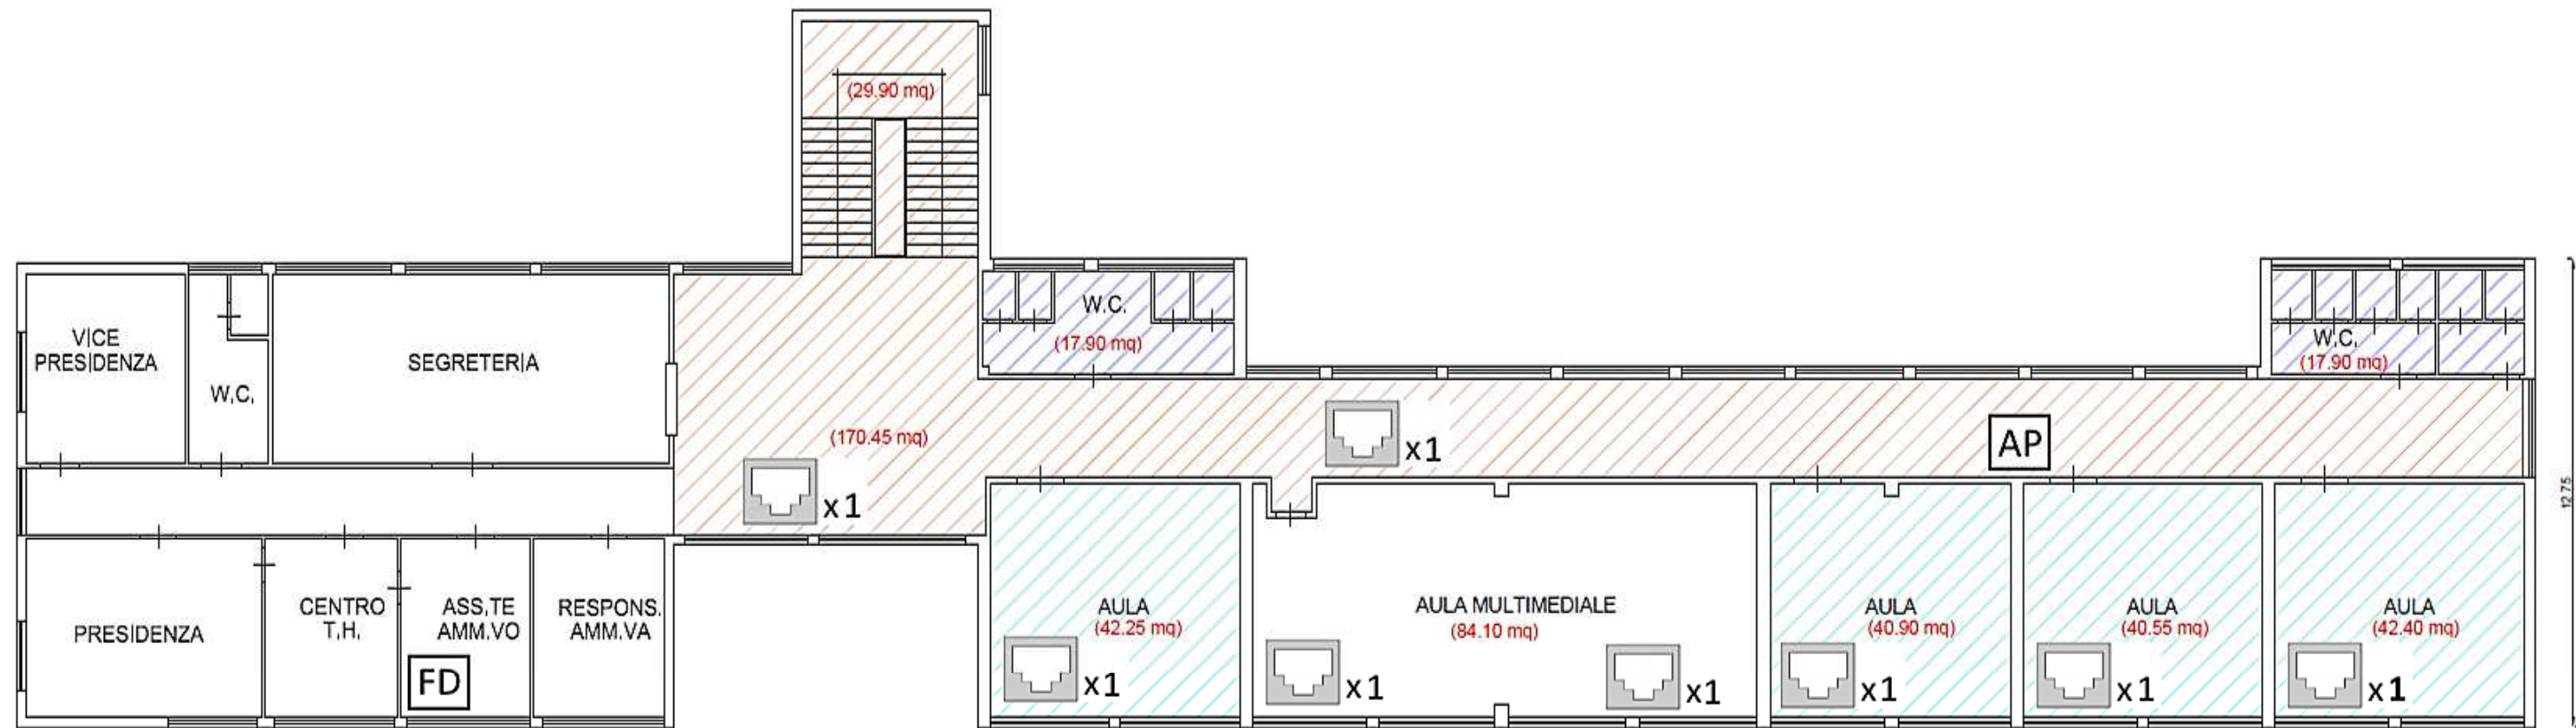 (29.90 mq)
VICE
PRESIDENZA
W.C.
SEGRETERIA
W.C.
(17.90 mq)
W.C.
(17.90 mq)
(170.45 mq)
x1
x1
AP
12.75
PRESIDENZA
CENTRO
T.H.
ASS.TE
AMM.VO
FD
RESPONS.
AMM.VA
AULA
(42.25 mq)
x1
AULA MULTIMEDIALE
(84.10 mq)
x1
x1
AULA
(40.90 mq)
x1
AULA
(40.55 mq)
x1
AULA
(42.40 mq)
x1